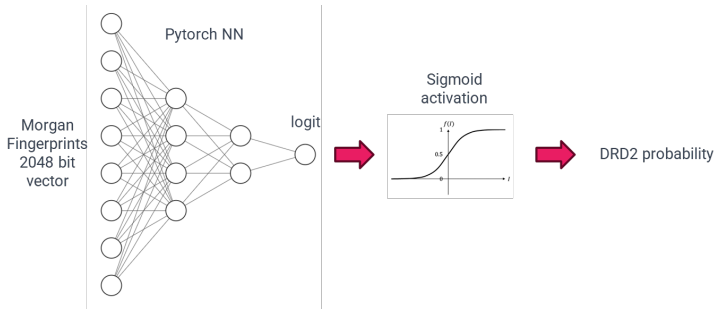 Pytorch NN
Morgan
Fingerprints
2048 bit
vector
logit
Sigmoid
activation
f(t)
1
0.5
0
t
DRD2 probability